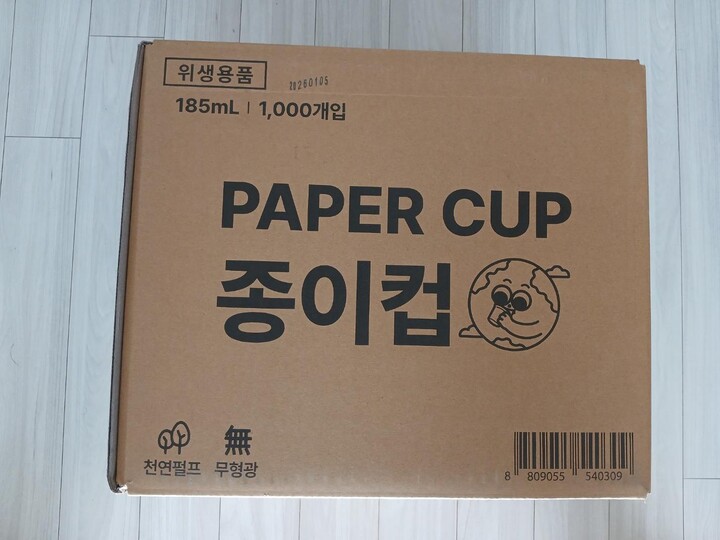 위생용품
20260105
185mL | 1,000개입
PAPER CUP
종이컵
無
천연펄프 무형광
8 809055 540309